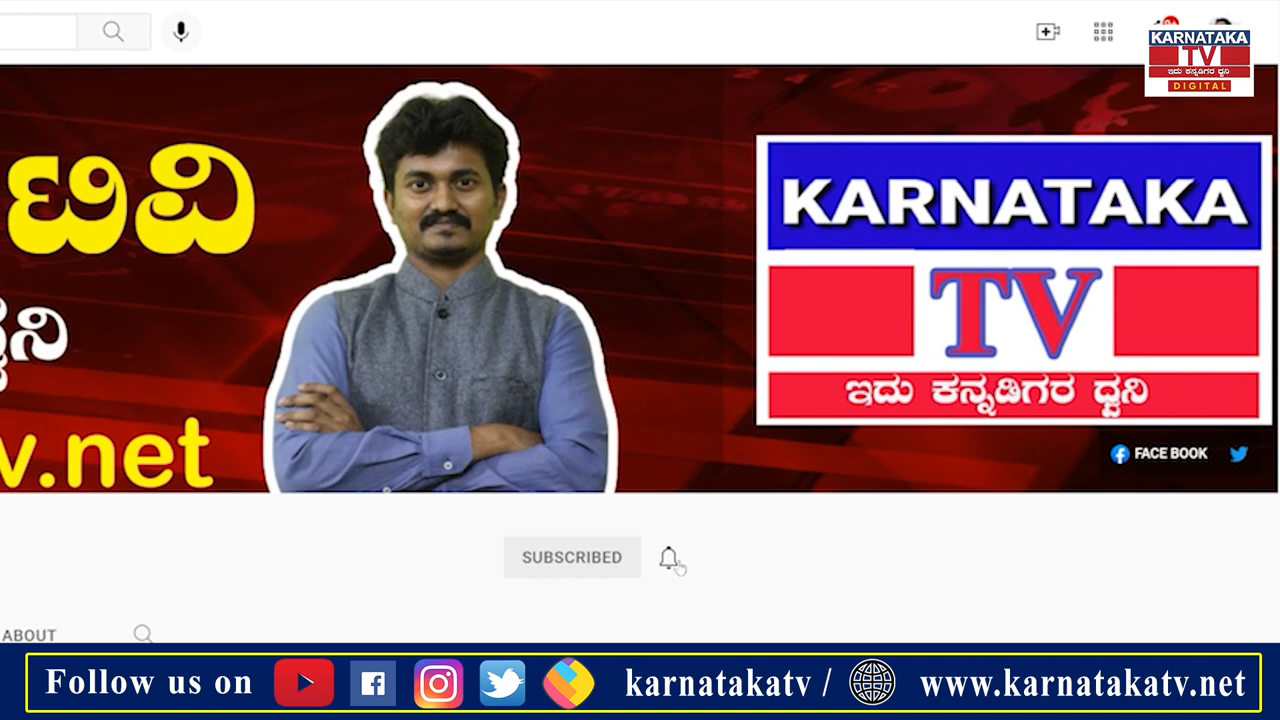 KARNATAKA
TV
ಇದು ಕನ್ನಡಿಗರ ಧ್ವನಿ
DIGITAL
ಟಿವಿ
KARNATAKA
TV
ಇದು ಕನ್ನಡಿಗರ ಧ್ವನಿ
v.net
FACE BOOK
SUBSCRIBED
ABOUT
Follow us on karnatakatv / www.karnatakatv.net